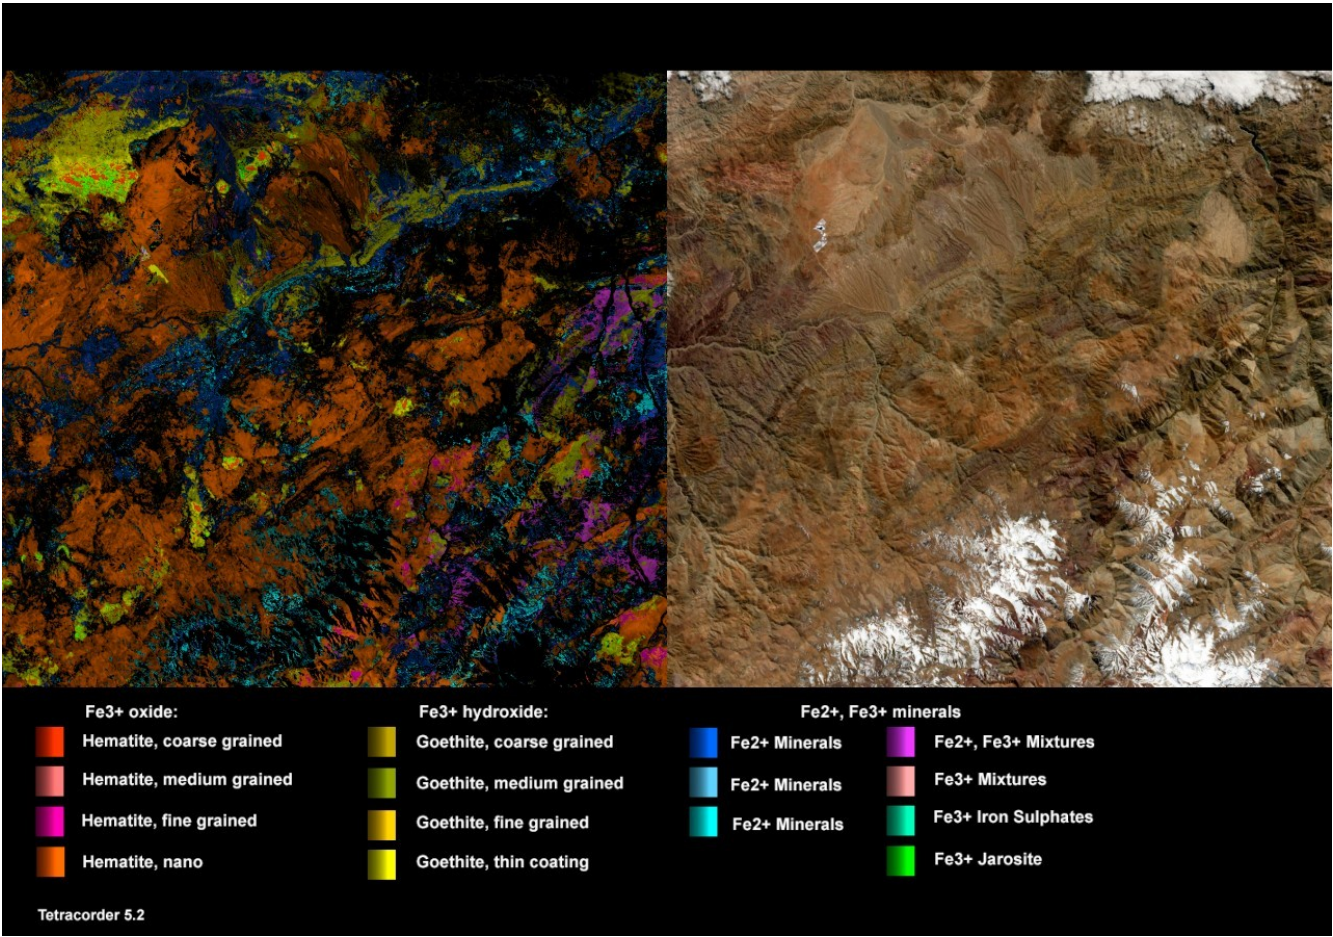 Fe3+ oxide:
Hematite, coarse grained
Hematite, medium grained
Hematite, fine grained
Hematite, nano
Fe3+ hydroxide:
Goethite, coarse grained
Goethite, medium grained
Goethite, fine grained
Goethite, thin coating
Fe2+, Fe3+ minerals
Fe2+ Minerals
Fe2+ Minerals
Fe2+ Minerals
Fe2+, Fe3+ Mixtures
Fe3+ Mixtures
Fe3+ Iron Sulphates
Fe3+ Jarosite
Tetracorder 5.2